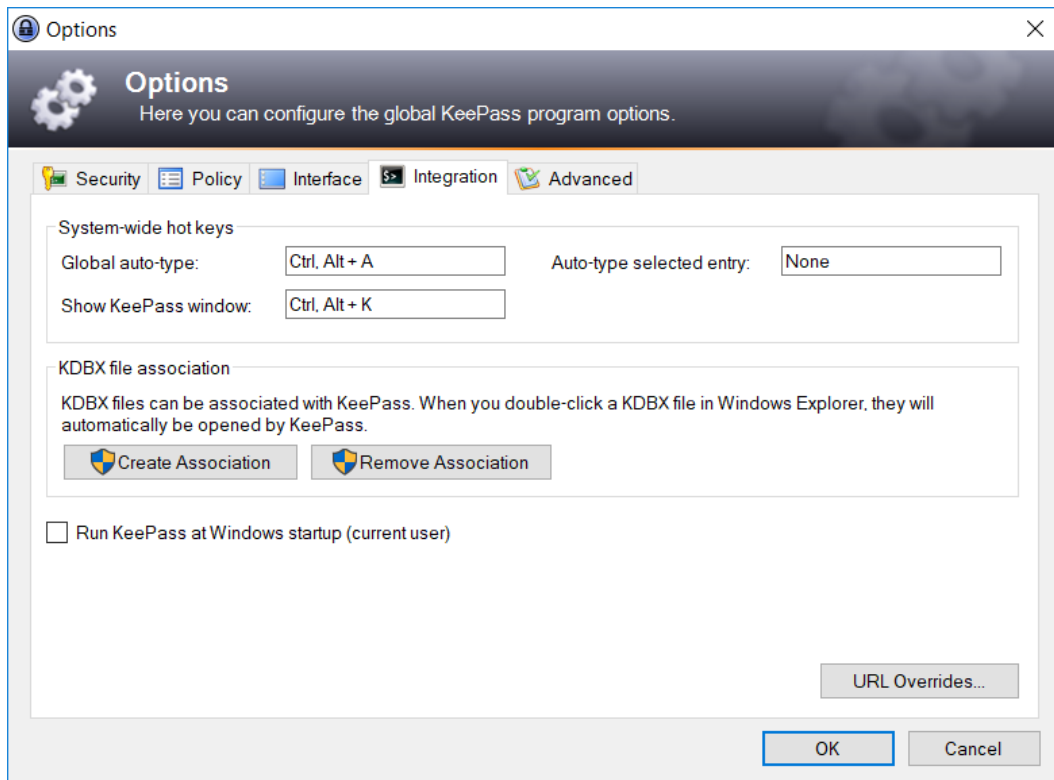 Options
Options
Here you can configure the global KeePass program options.
Security Policy Interface Integration Advanced
System-wide hot keys
Global auto-type: Ctrl, Alt + A Auto-type selected entry: None
Show KeePass window: Ctrl, Alt + K
KDBX file association
KDBX files can be associated with KeePass. When you double-click a KDBX file in Windows Explorer, they will
automatically be opened by KeePass.
Create Association Remove Association
Run KeePass at Windows startup (current user)
URL Overrides...
OK Cancel